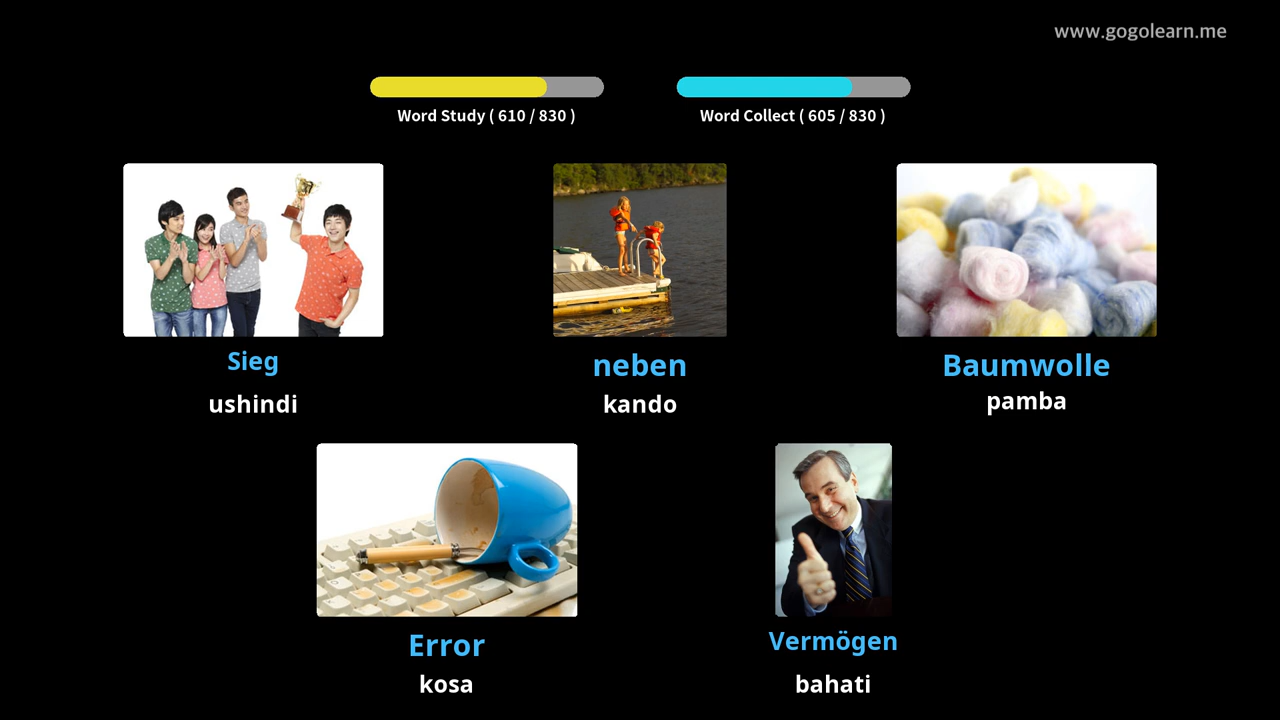 www.gogolearn.me
Word Study ( 610 / 830 )
Word Collect ( 605 / 830 )
Sieg
ushindi
neben
kando
Baumwolle
pamba
Error
kosa
Vermögen
bahati